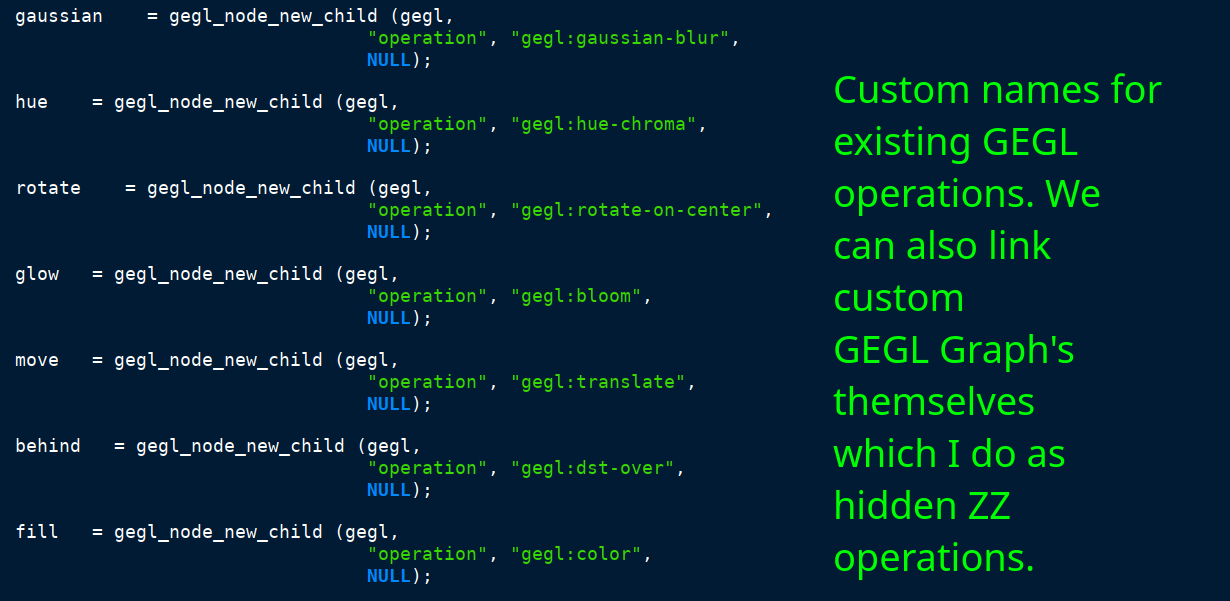 gaussian    = gegl_node_new_child (gegl,
                                "operation", "gegl:gaussian-blur",
                                NULL);
hue    = gegl_node_new_child (gegl,
                                "operation", "gegl:hue-chroma",
                                NULL);
rotate    = gegl_node_new_child (gegl,
                                "operation", "gegl:rotate-on-center",
                                NULL);
glow   = gegl_node_new_child (gegl,
                                "operation", "gegl:bloom",
                                NULL);
move   = gegl_node_new_child (gegl,
                                "operation", "gegl:translate",
                                NULL);
behind   = gegl_node_new_child (gegl,
                                "operation", "gegl:dst-over",
                                NULL);
fill   = gegl_node_new_child (gegl,
                                "operation", "gegl:color",
                                NULL);
Custom names for
existing GEGL
operations. We
can also link
custom
GEGL Graph's
themselves
which I do as
hidden ZZ
operations.